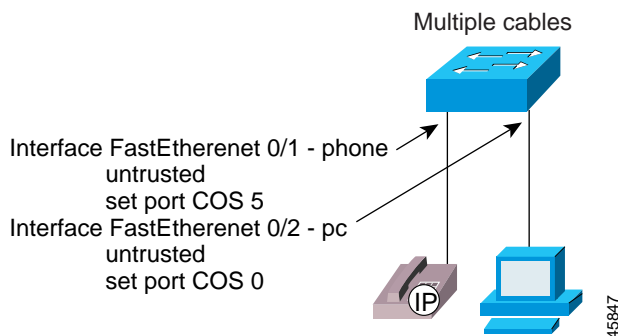 Multiple cables
Interface FastEtherenet 0/1 - phone
untrusted
set port COS 5
Interface FastEtherenet 0/2 - pc
untrusted
set port COS 0
IP
45847